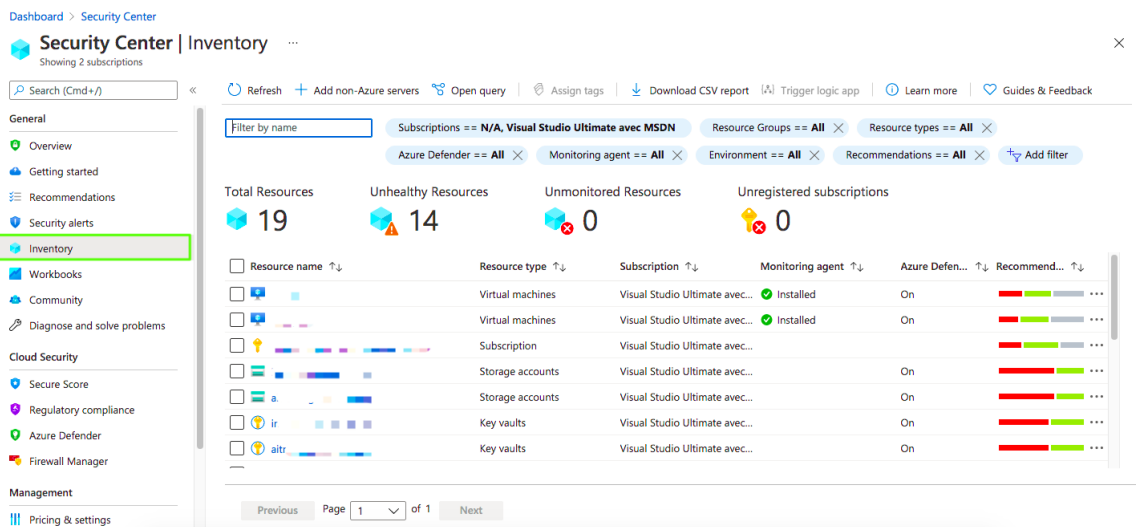 Dashboard > Security Center
Security Center | Inventory ...
Showing 2 subscriptions
Search (Cmd+/)
«
Refresh
Add non-Azure servers
Open query
Assign tags
Download CSV report
Trigger logic app
Learn more
Guides & Feedback
General
Overview
Getting started
Recommendations
Security alerts
Inventory
Workbooks
Community
Diagnose and solve problems
Cloud Security
Secure Score
Regulatory compliance
Azure Defender
Firewall Manager
Management
Pricing & settings
Filter by name
Subscriptions == N/A, Visual Studio Ultimate avec MSDN
Resource Groups == All
Resource types == All
Azure Defender == All
Monitoring agent == All
Environment == All
Recommendations == All
Add filter
Total Resources
19
Unhealthy Resources
14
Unmonitored Resources
0
Unregistered subscriptions
0
Resource name ↑↓ Resource type ↑↓ Subscription ↑↓ Monitoring agent ↑↓ Azure Defen... ↑↓ Recommend... ↑↓
Virtual machines Visual Studio Ultimate avec... Installed On ...
Virtual machines Visual Studio Ultimate avec... Installed On ...
Subscription Visual Studio Ultimate avec... ...
Storage accounts Visual Studio Ultimate avec... On ...
a. Storage accounts Visual Studio Ultimate avec... On ...
ir Key vaults Visual Studio Ultimate avec... On ...
aitr Key vaults Visual Studio Ultimate avec... On ...
Previous Page 1 of 1 Next